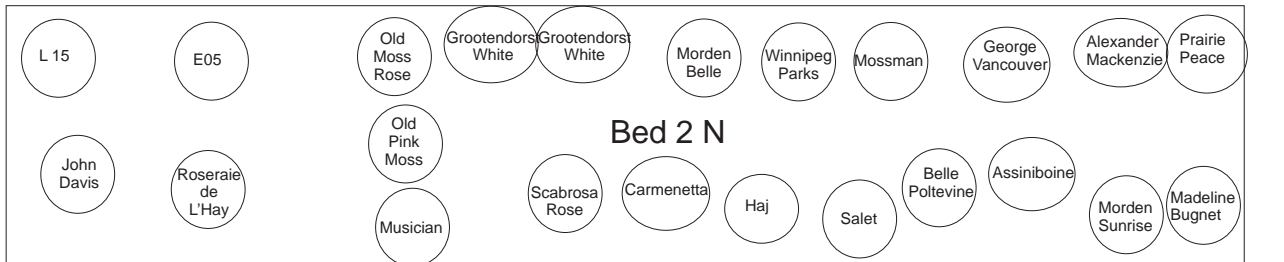 L 15
E05
Old
Moss
Rose
Grootendorst
White
Grootendorst
White
Morden
Belle
Winnipeg
Parks
Mossman
George
Vancouver
Alexander
Mackenzie
Prairie
Peace
Old
Pink
Moss
Bed 2 N
John
Davis
Roseraie
de
L'Hay
Musician
Scabrosa
Rose
Carmenetta
Haj
Salet
Belle
Poltevine
Assiniboine
Morden
Sunrise
Madeline
Bugnet